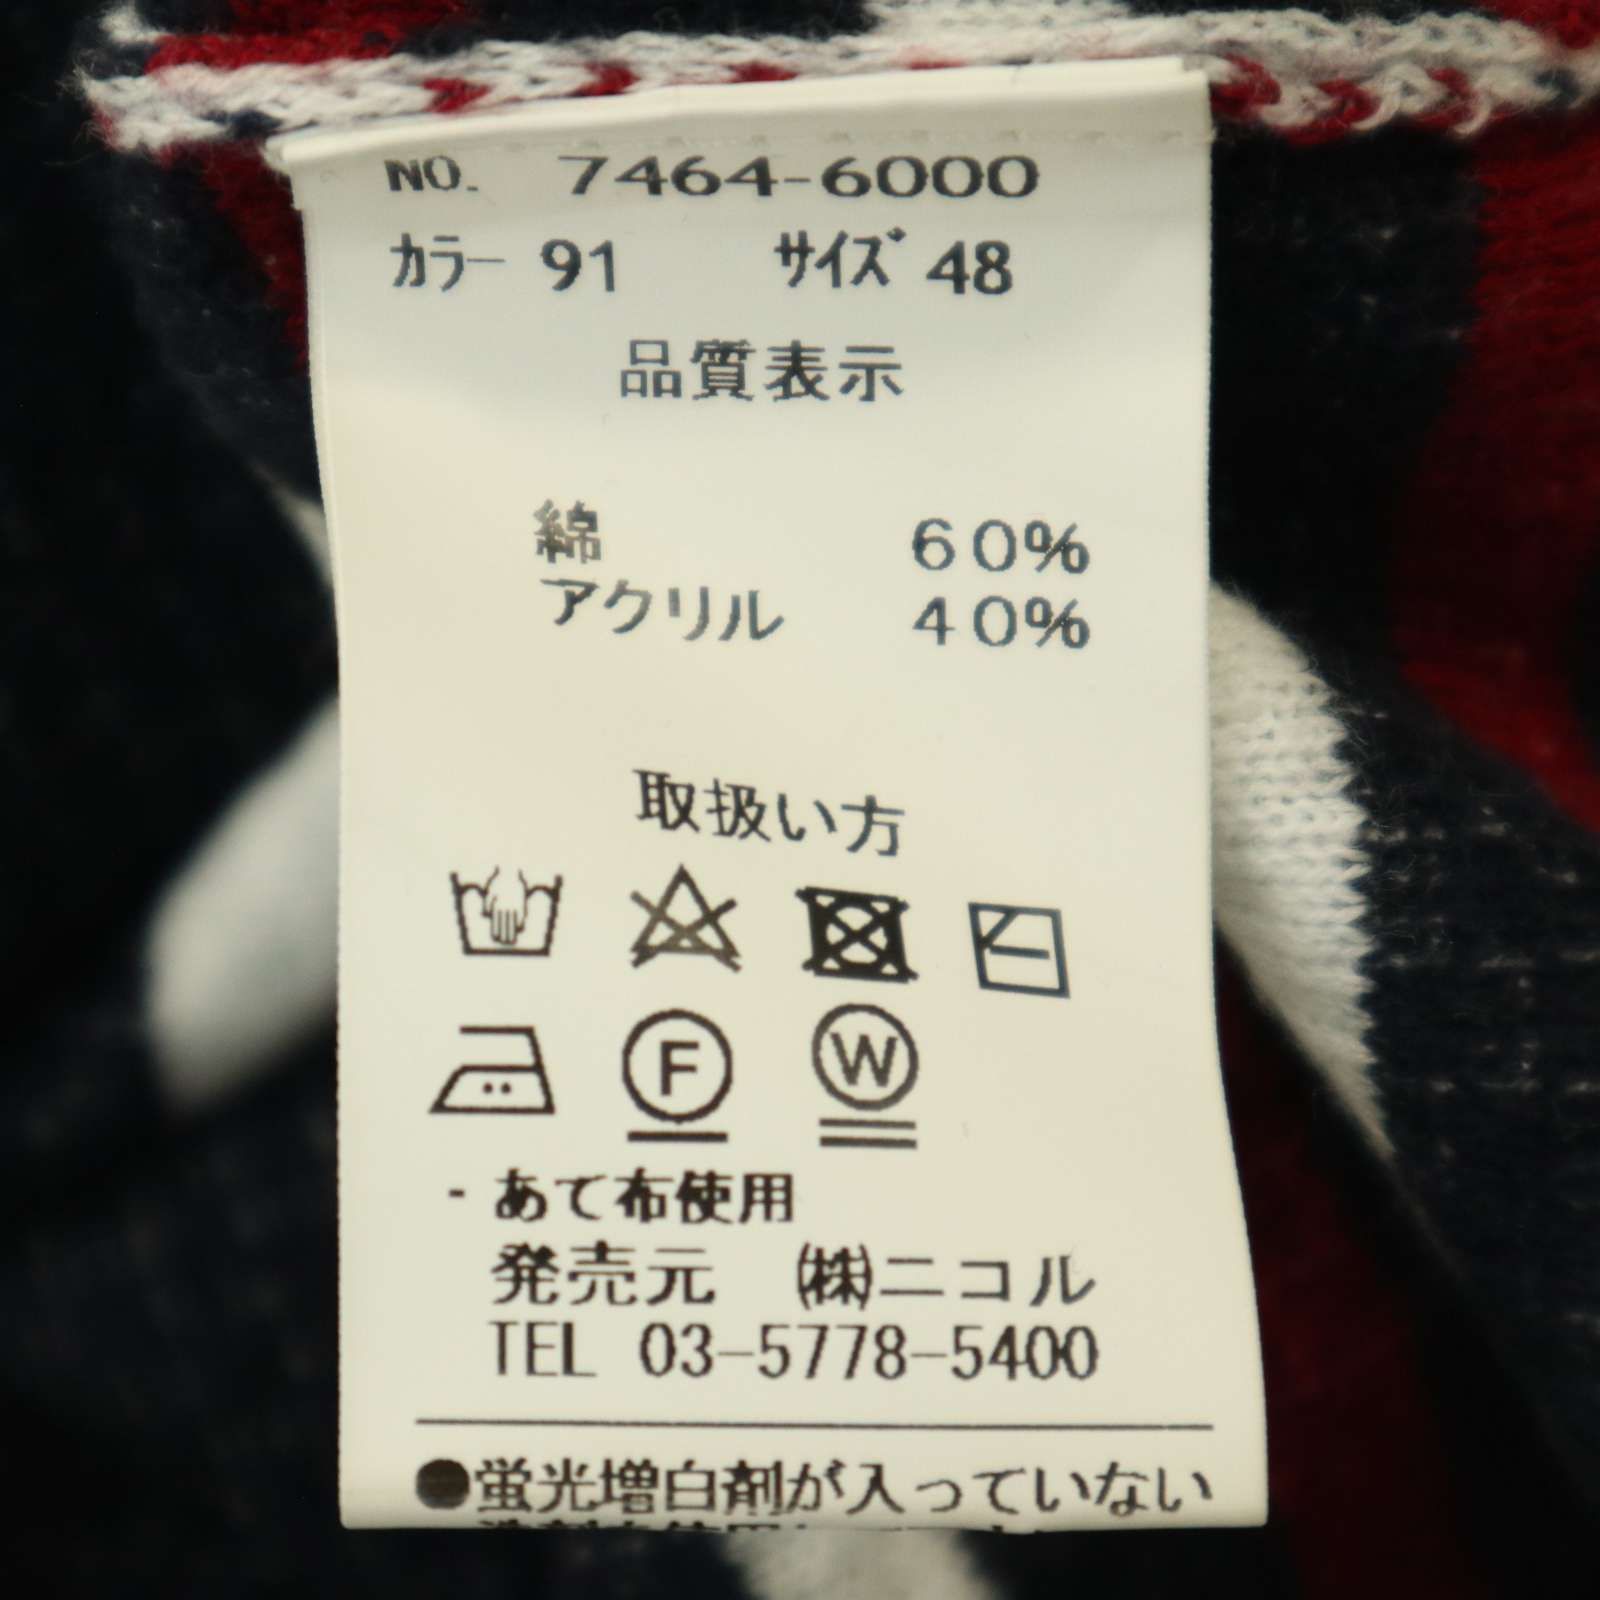 NO. 7464-6000
カラー 91 サイズ 48
品質表示
綿 60%
アクリル 40%
取扱い方
F W
- あて布使用
発売元 ㈱ニコル
TEL 03-5778-5400
●蛍光増白剤が入っていない